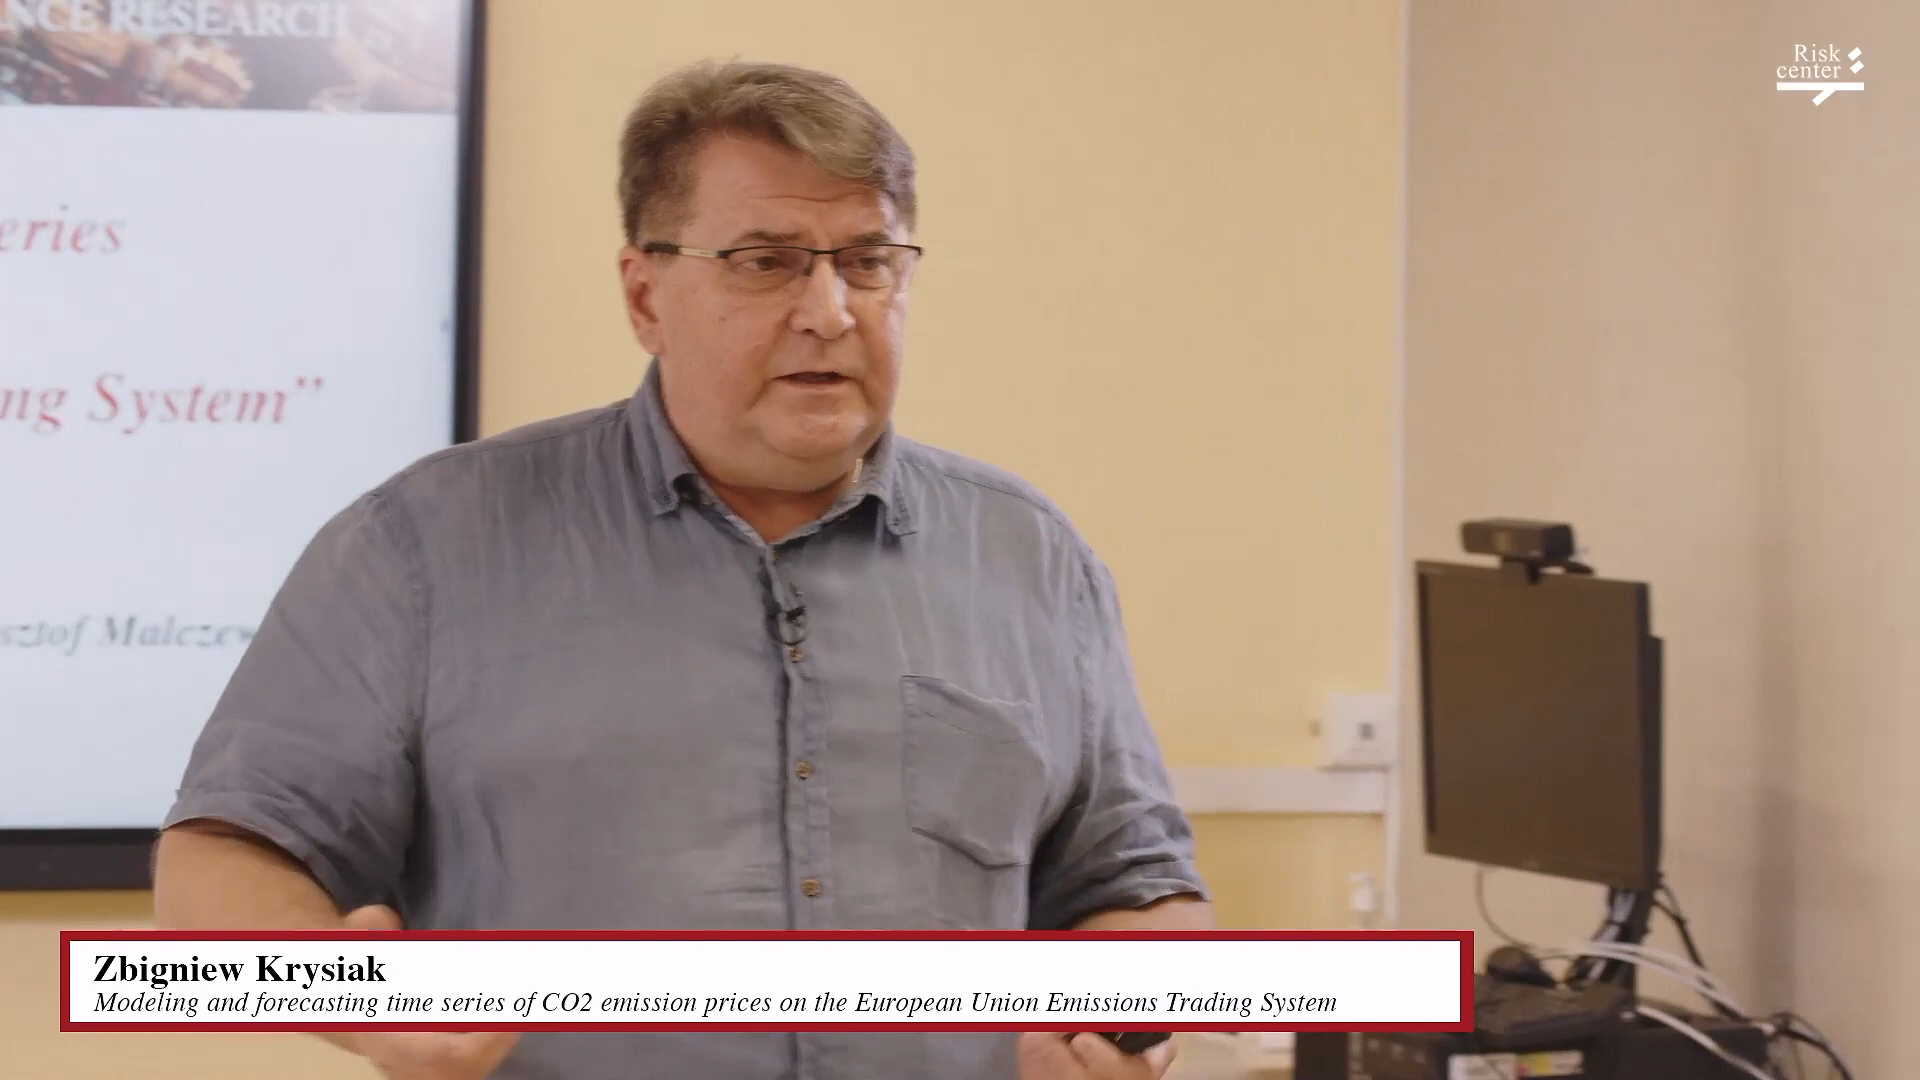 NCE RESEARCH
eries
ng System”
sztof Malczew
Risk
center
Zbigniew Krysiak
Modeling and forecasting time series of CO2 emission prices on the European Union Emissions Trading System